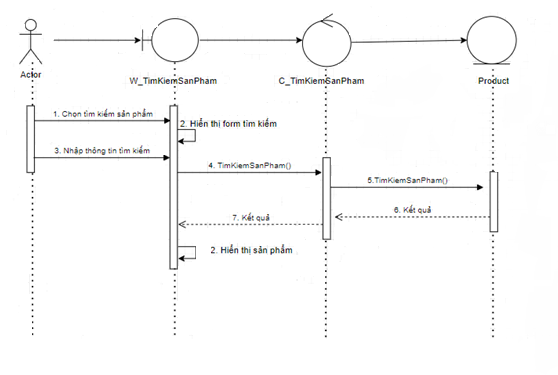 Actor
W_TimKiemSanPham
C_TimKiemSanPham
Product
1. Chọn tìm kiếm sản phẩm
2. Hiển thị form tìm kiếm
3. Nhập thông tin tìm kiếm
4. TimKiemSanPham()
5.TimKiemSanPham()
6. Kết quả
7. Kết quả
2. Hiển thị sản phẩm